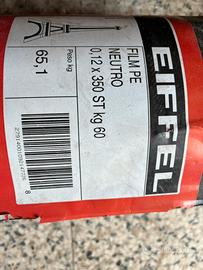 EIFFEL
FILM PE
NEUTRO
0,12 x 350 ST kg 60
Peso kg
65,1